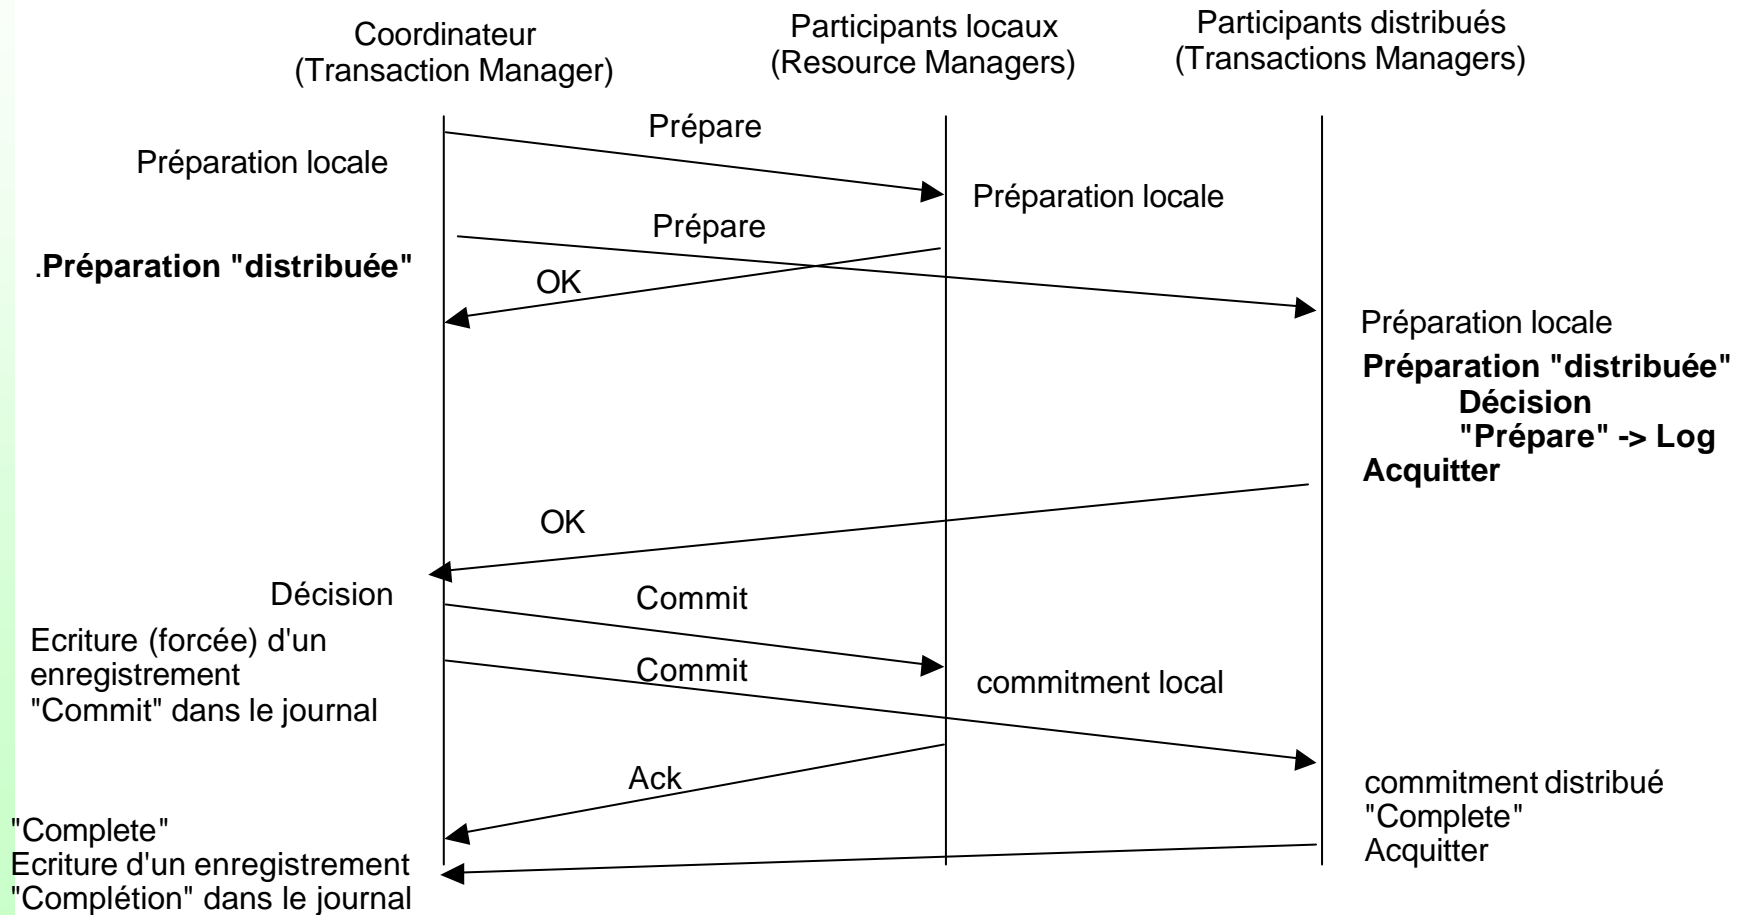 Coordinateur
(Transaction Manager)
Participants locaux
(Resource Managers)
Participants distribués
(Transactions Managers)
Prépare
Préparation locale
Préparation locale
Prépare
.Préparation "distribuée"
OK
Préparation locale
Préparation "distribuée"
Décision
"Prépare" -> Log
Acquitter
OK
Décision
Commit
Ecriture (forcée) d'un
enregistrement
"Commit" dans le journal
Commit
commitment local
Ack
commitment distribué
"Complete"
Acquitter
"Complete"
Ecriture d'un enregistrement
"Complétion" dans le journal